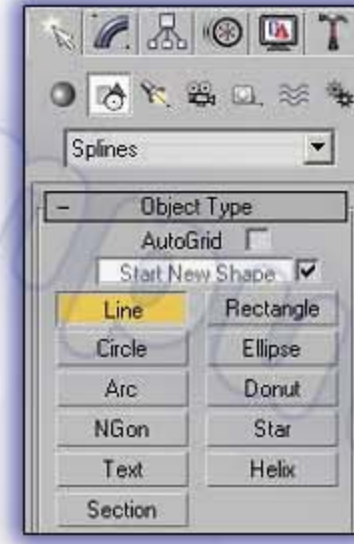 Splines
- Object Type
AutoGrid
Start New Shape
Line Rectangle
Circle Ellipse
Arc Donut
NGon Star
Text Helix
Section